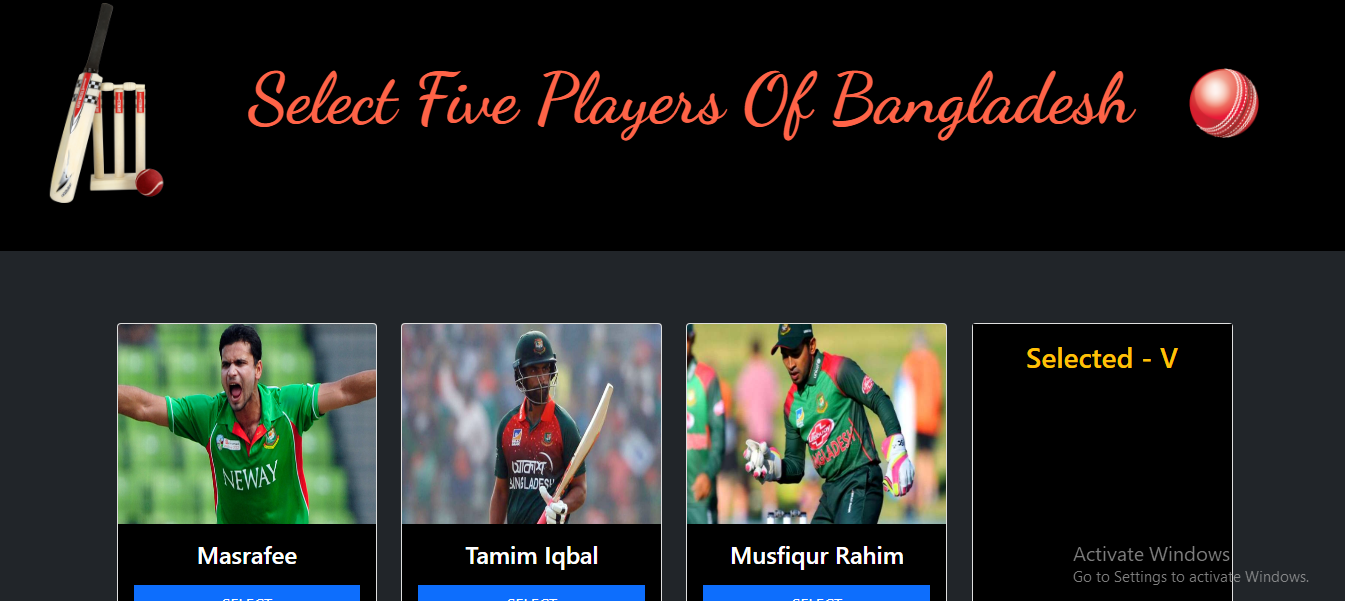 Select Five Players Of Bangladesh
Selected - V
NEWAY
আকাশ
BANGLADESH
BANGLADESH
Masrafee
Tamim Iqbal
Musfiqur Rahim
SELECT
SELECT
SELECT
Activate Windows
Go to Settings to activate Windows.